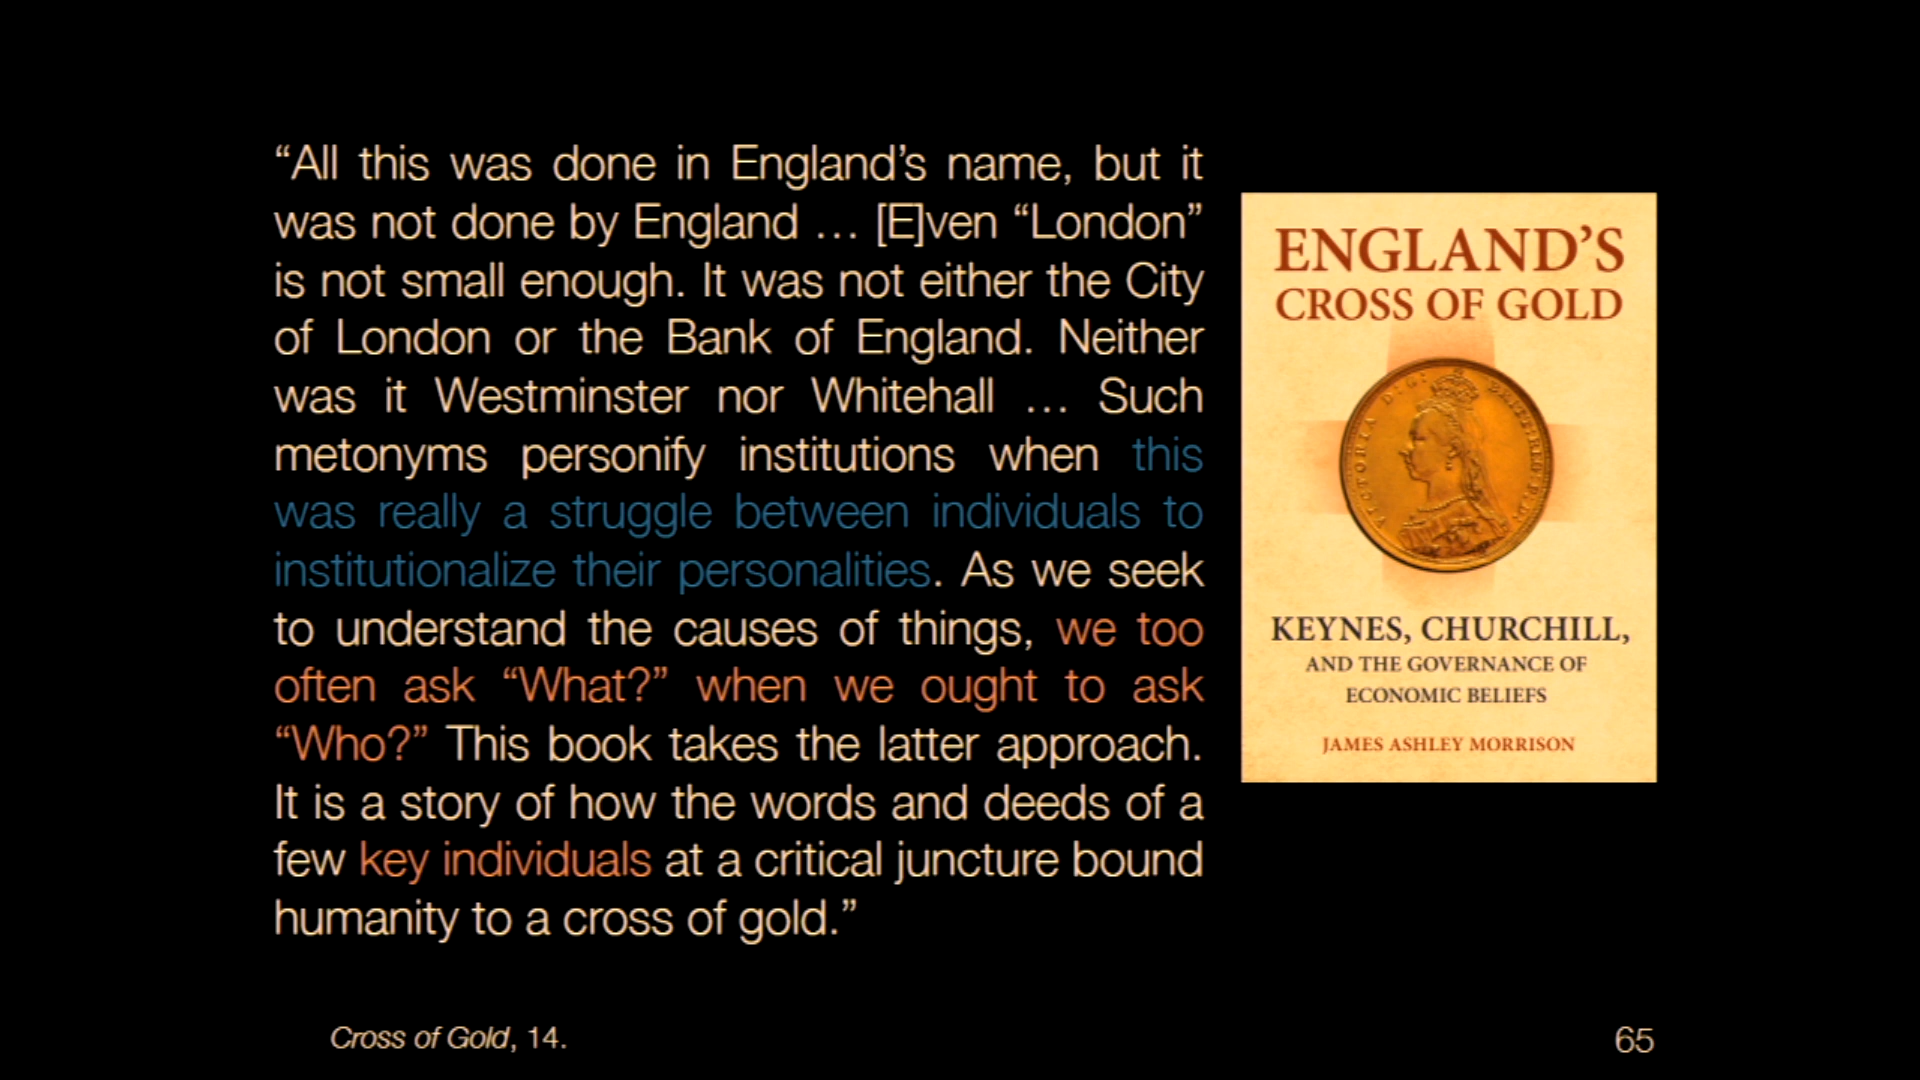 “All this was done in England’s name, but it
was not done by England … [E]ven “London”
is not small enough. It was not either the City
of London or the Bank of England. Neither
was it Westminster nor Whitehall … Such
metonyms personify institutions when this
was really a struggle between individuals to
institutionalize their personalities. As we seek
to understand the causes of things, we too
often ask “What?” when we ought to ask
“Who?” This book takes the latter approach.
It is a story of how the words and deeds of a
few key individuals at a critical juncture bound
humanity to a cross of gold.”
ENGLAND’S
CROSS OF GOLD
KEYNES, CHURCHILL,
AND THE GOVERNANCE OF
ECONOMIC BELIEFS
JAMES ASHLEY MORRISON
Cross of Gold, 14.
65